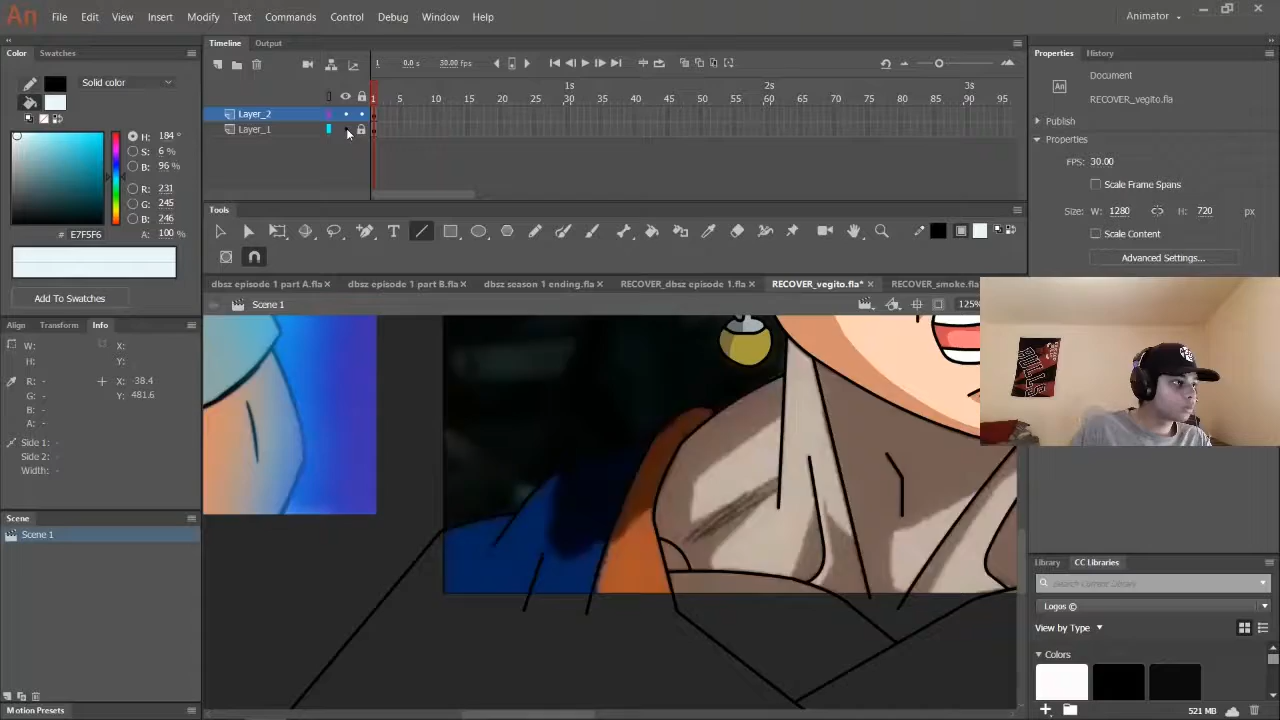 An File Edit View Insert Modify Text Commands Control Debug Window Help Animator
Color Swatches
Solid color
H: 184 °
S: 6 %
B: 96 %
R: 231
G: 245
B: 246
# E7F5F6 A: 100 %
Add To Swatches
Align Transform Info
W: X:
H: Y:
R: - X: -38.4
G: - Y: 481.6
B: -
A: -
Side 1: -
Side 2: -
Width: -
Scene
Scene 1
Motion Presets
Timeline Output
1 0.0 s 30.00 fps
1s 2s 3s
1 5 10 15 20 25 30 35 40 45 50 55 60 65 70 75 80 85 90 95
Layer_2
Layer_1
Tools
dbsz episode 1 part A.fla × dbsz episode 1 part B.fla × dbsz season 1 ending.fla × RECOVER_dbsz episode 1.fla × RECOVER_vegito.fla* × RECOVER_smoke.fla
Scene 1 125%
BULLS
Properties History
Document
An RECOVER_vegito.fla
Publish
Properties
FPS: 30.00
Scale Frame Spans
Size: W: 1280 H: 720 px
Scale Content
Advanced Settings...
Library CC Libraries
Search Current Library
Logos ©
View by Type
Colors
521 MB